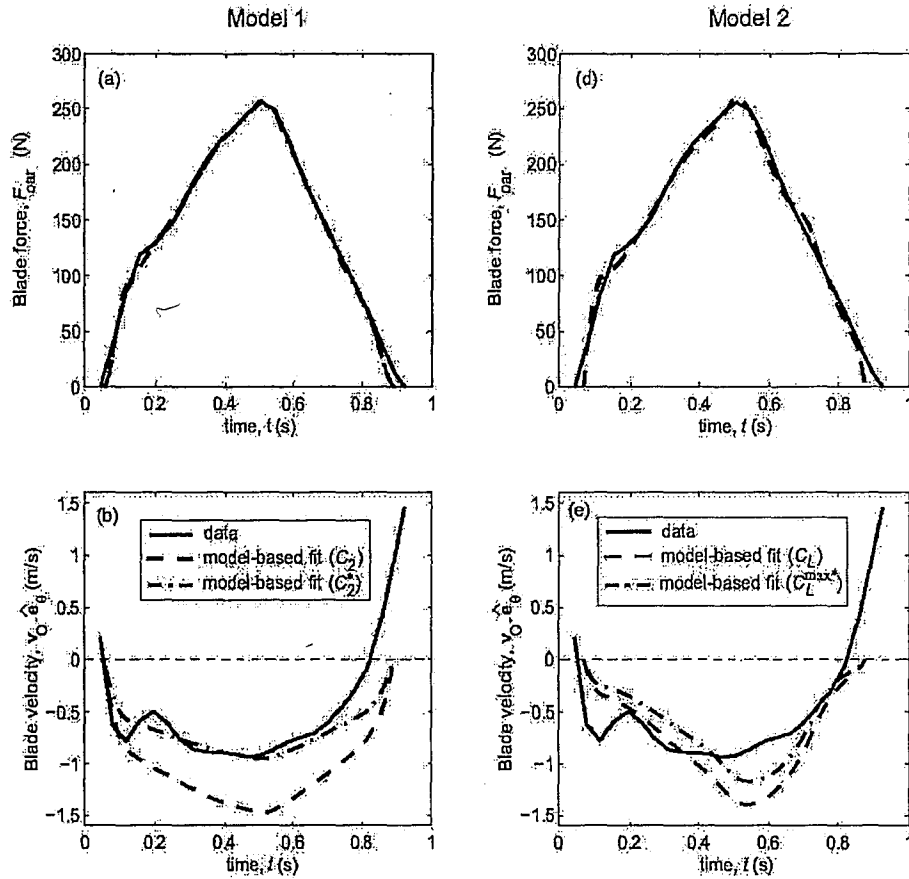 Model 1
Model 2
(a)
300
250
200
150
100
50
0
Blade force, F_oar (N)
0
0.2
0.4
0.6
0.8
1
time, t (s)
(d)
300
250
200
150
100
50
0
Blade force, F_oar (N)
0
0.2
0.4
0.6
0.8
1
time, t (s)
(b)
1.5
1
0.5
0
−0.5
−1
−1.5
Blade velocity, v_O · ê_θ (m/s)
data
model-based fit (C_2)
model-based fit (C_2^*)
0
0.2
0.4
0.6
0.8
1
time, t (s)
(e)
1.5
1
0.5
0
−0.5
−1
−1.5
Blade velocity, v_O · ê_θ (m/s)
data
model-based fit (C_L)
model-based fit (C_L^max*)
0
0.2
0.4
0.6
0.8
1
time, t (s)